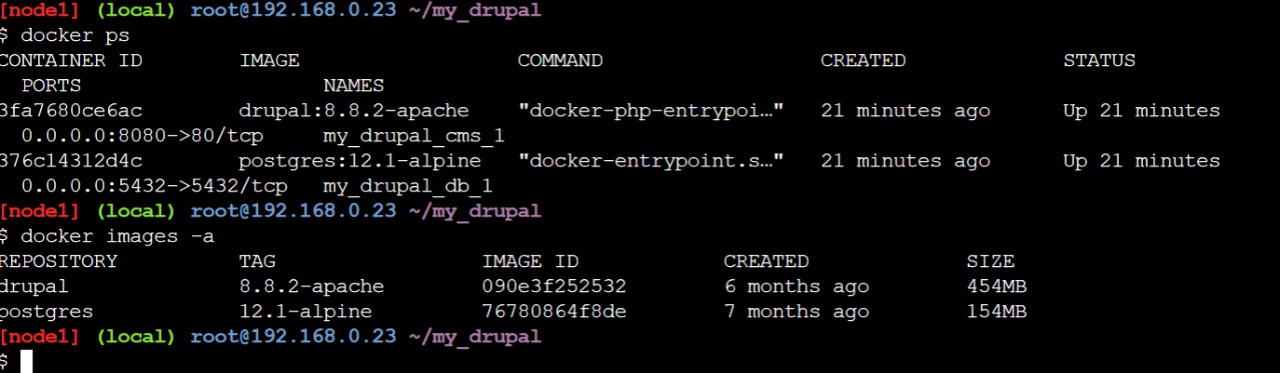 [node1] (local) root@192.168.0.23 ~/my_drupal
$ docker ps
CONTAINER ID        IMAGE                  COMMAND                  CREATED             STATUS
  PORTS                    NAMES
3fa7680ce6ac        drupal:8.8.2-apache    "docker-php-entrypoi…"   21 minutes ago      Up 21 minutes
  0.0.0.0:8080->80/tcp     my_drupal_cms_1
376c14312d4c        postgres:12.1-alpine   "docker-entrypoint.s…"   21 minutes ago      Up 21 minutes
  0.0.0.0:5432->5432/tcp   my_drupal_db_1
[node1] (local) root@192.168.0.23 ~/my_drupal
$ docker images -a
REPOSITORY          TAG                 IMAGE ID            CREATED             SIZE
drupal              8.8.2-apache        090e3f252532        6 months ago        454MB
postgres            12.1-alpine         76780864f8de        7 months ago        154MB
[node1] (local) root@192.168.0.23 ~/my_drupal
$